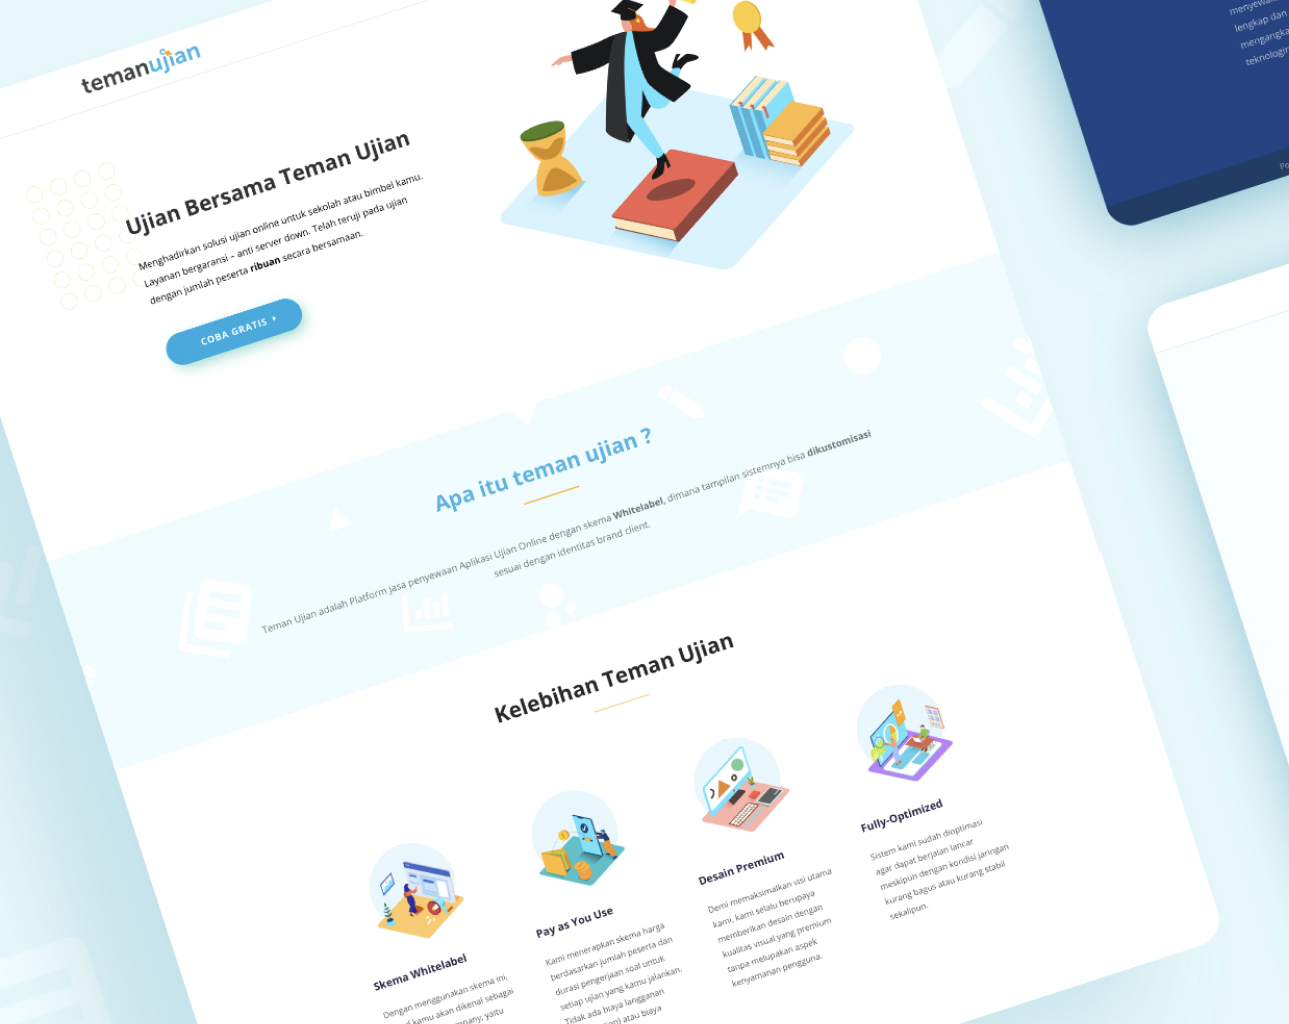 temanujian
Ujian Bersama Teman Ujian
Menghadirkan solusi ujian online untuk sekolah atau bimbel kamu.
Layanan bergaransi – anti server down. Telah teruji pada ujian
dengan jumlah peserta ribuan secara bersamaan.
COBA GRATIS
Apa itu teman ujian ?
Teman Ujian adalah Platform jasa penyewaan Aplikasi Ujian Online dengan skema Whitelabel, dimana tampilan sistemnya bisa dikustomisasi
sesuai dengan identitas brand client.
Kelebihan Teman Ujian
Skema Whitelabel
Dengan menggunakan skema ini,
kamu akan dikenal sebagai
yaitu
Pay as You Use
Kami menerapkan skema harga
berdasarkan jumlah peserta dan
durasi pengerjaan soal untuk
setiap ujian yang kamu jalankan.
Tidak ada biaya langganan
atau biaya
Desain Premium
Demi memaksimalkan visi utama
kami, kami selalu berupaya
memberikan desain dengan
kualitas visual yang premium
tanpa melupakan aspek
kenyamanan pengguna.
Fully-Optimized
Sistem kami sudah dioptimasi
agar dapat berjalan lancar
meskipun dengan kondisi jaringan
kurang bagus atau kurang stabil
sekalipun.
lengkap dan